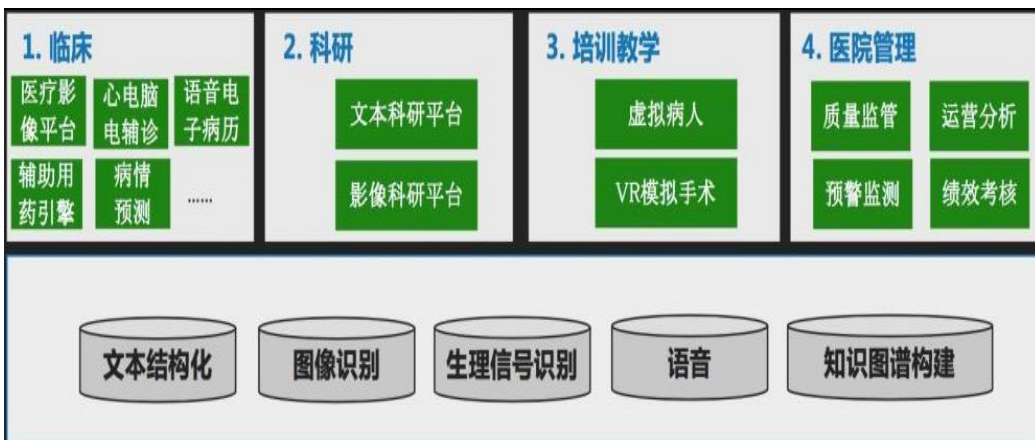 1. 临床
医疗影
像平台
心电脑
电辅诊
语音电
子病历
辅助用
药引擎
病情
预测
......
2. 科研
文本科研平台
影像科研平台
3. 培训教学
虚拟病人
VR模拟手术
4. 医院管理
质量监管
运营分析
预警监测
绩效考核
文本结构化
图像识别
生理信号识别
语音
知识图谱构建